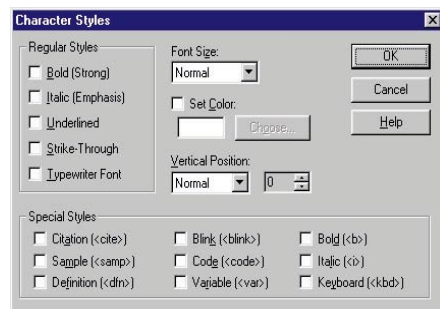 Character Styles
Regular Styles
Bold (Strong)
Italic (Emphasis)
Underlined
Strike-Through
Typewriter Font
Font Size:
Normal
Set Color:
Choose...
Vertical Position:
Normal 0
OK
Cancel
Help
Special Styles
Citation (<cite>) Blink (<blink>) Bold (<b>)
Sample (<samp>) Code (<code>) Italic (<i>)
Definition (<dfn>) Variable (<var>) Keyboard (<kbd>)